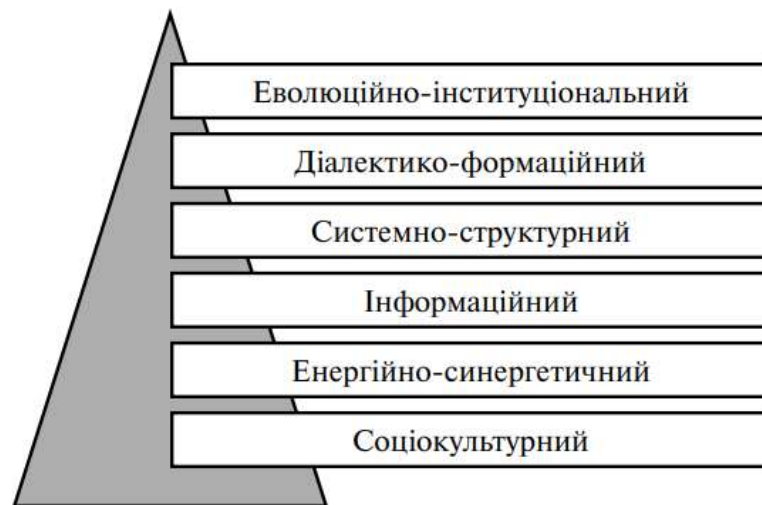 Еволюційно-інституціональний
Діалектико-формаційний
Системно-структурний
Інформаційний
Енергійно-синергетичний
Соціокультурний